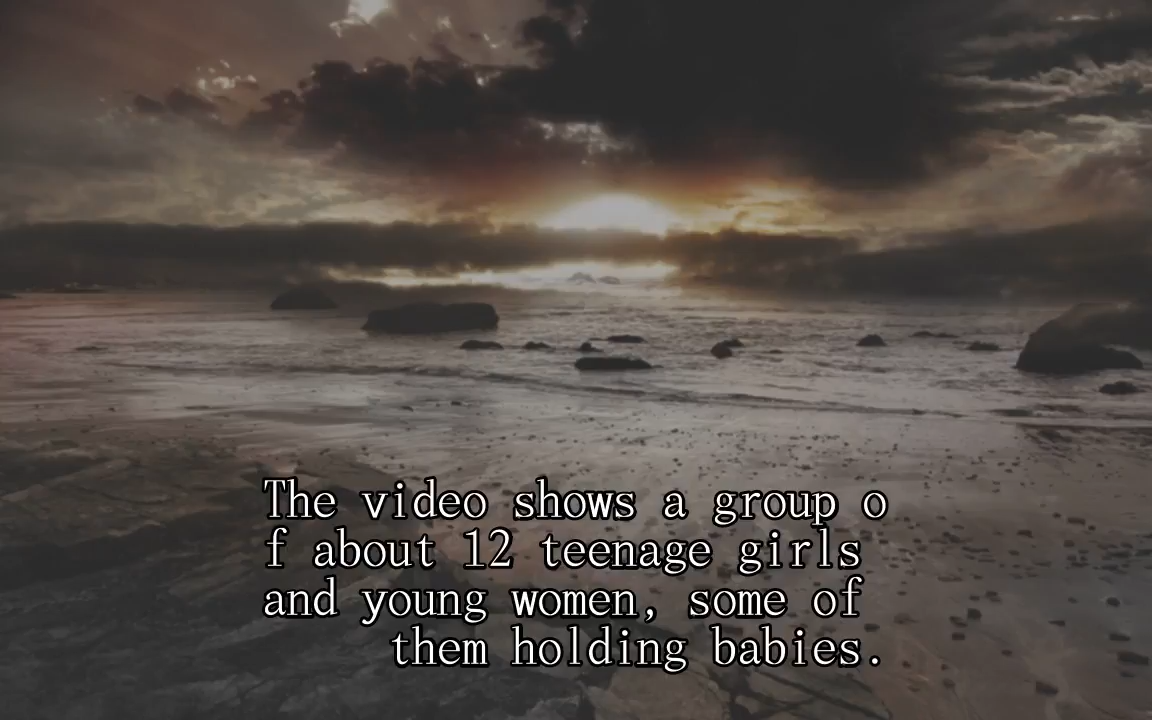 The video shows a group o
f about 12 teenage girls
and young women, some of
them holding babies.